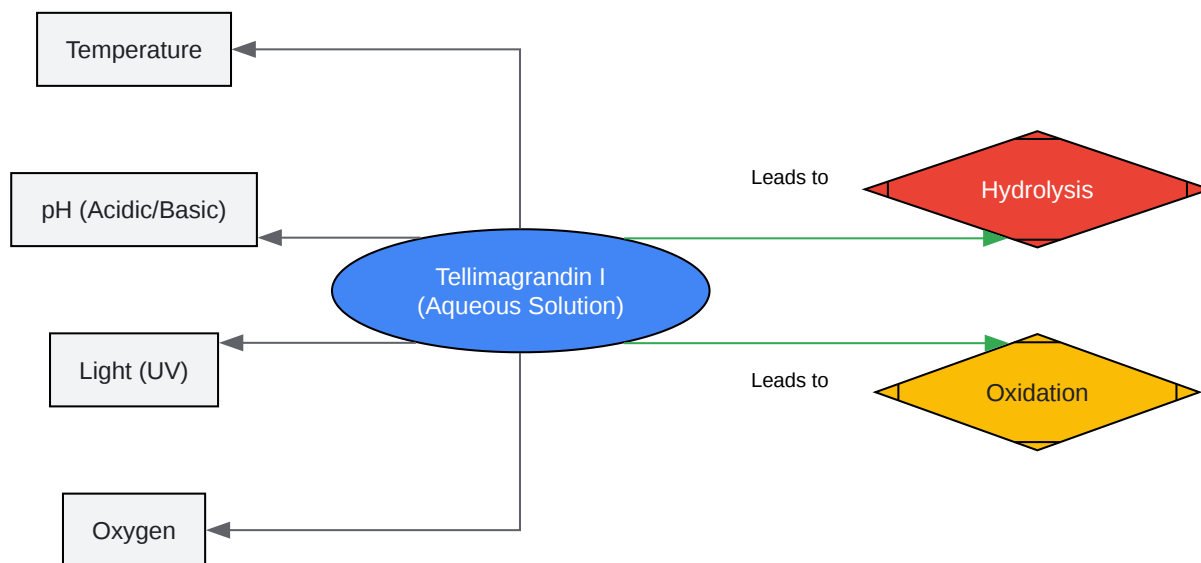 Temperature
pH (Acidic/Basic)
Light (UV)
Oxygen
Tellimagrandin I
(Aqueous Solution)
Leads to
Hydrolysis
Leads to
Oxidation